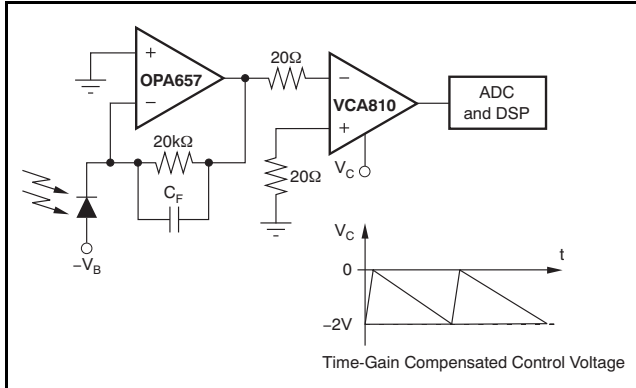 +
OPA657
−
20Ω
−
VCA810
+
ADC
and DSP
20kΩ
C_F
20Ω
V_C
−V_B
V_C
t
0
−2V
Time-Gain Compensated Control Voltage